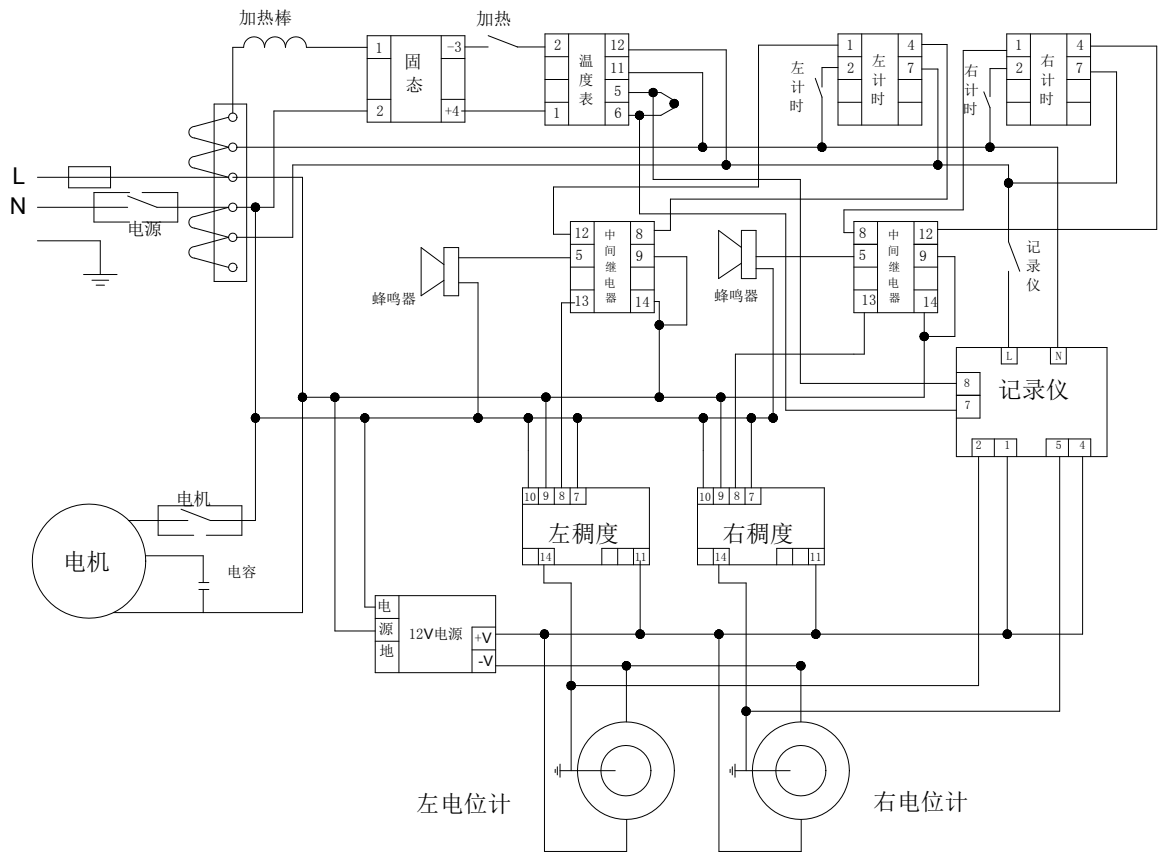 加热棒
加热
1
固态
-3
2
+4
2
温度表
12
11
5
1
6
左计时
1
左计时
4
2
7
右计时
1
右计时
4
2
7
L
N
电源
12
中间继电器
8
5
9
13
14
蜂鸣器
8
中间继电器
12
5
9
13
14
蜂鸣器
记录仪
L
N
8
记录仪
7
2
1
5
4
10
9
8
7
左稠度
14
11
10
9
8
7
右稠度
14
11
电机
电机
电容
电
源
地
12V电源
+V
-V
左电位计
右电位计